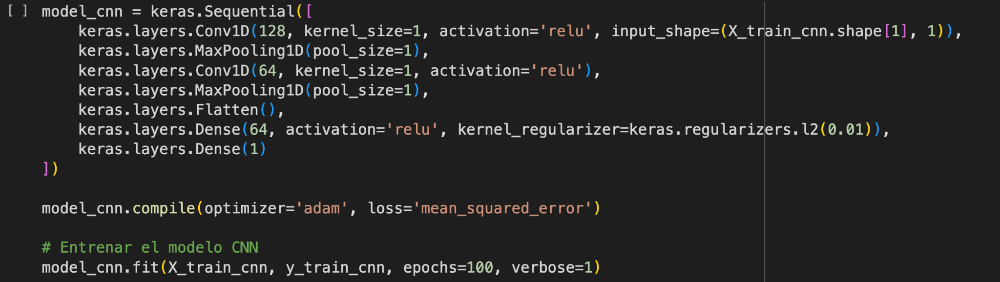 [ ] model_cnn = keras.Sequential([
    keras.layers.Conv1D(128, kernel_size=1, activation='relu', input_shape=(X_train_cnn.shape[1], 1)),
    keras.layers.MaxPooling1D(pool_size=1),
    keras.layers.Conv1D(64, kernel_size=1, activation='relu'),
    keras.layers.MaxPooling1D(pool_size=1),
    keras.layers.Flatten(),
    keras.layers.Dense(64, activation='relu', kernel_regularizer=keras.regularizers.l2(0.01)),
    keras.layers.Dense(1)
])
model_cnn.compile(optimizer='adam', loss='mean_squared_error')
# Entrenar el modelo CNN
model_cnn.fit(X_train_cnn, y_train_cnn, epochs=100, verbose=1)